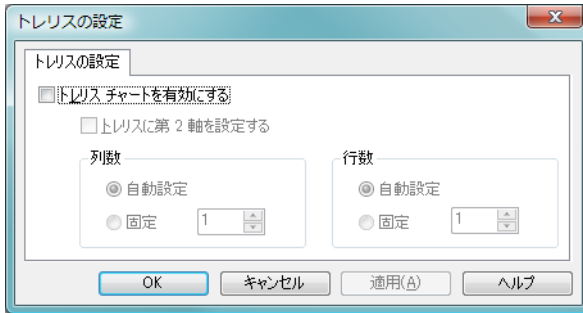 トレリスの設定
トレリスの設定
トレリス チャートを有効にする
トレリスに第 2 軸を設定する
列数
自動設定
固定 1
行数
自動設定
固定 1
OK キャンセル 適用(A) ヘルプ